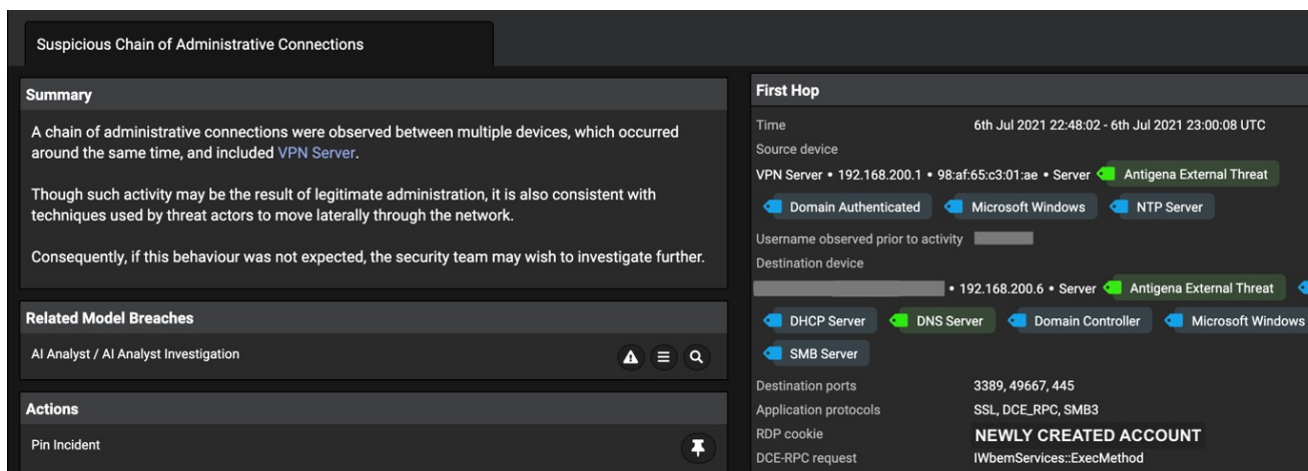 Suspicious Chain of Administrative Connections
Summary
A chain of administrative connections were observed between multiple devices, which occurred
around the same time, and included VPN Server.
Though such activity may be the result of legitimate administration, it is also consistent with
techniques used by threat actors to move laterally through the network.
Consequently, if this behaviour was not expected, the security team may wish to investigate further.
Related Model Breaches
AI Analyst / AI Analyst Investigation
Actions
Pin Incident
First Hop
Time 6th Jul 2021 22:48:02 - 6th Jul 2021 23:00:08 UTC
Source device
VPN Server • 192.168.200.1 • 98:af:65:c3:01:ae • Server Antigena External Threat
Domain Authenticated Microsoft Windows NTP Server
Username observed prior to activity
Destination device
• 192.168.200.6 • Server Antigena External Threat
DHCP Server DNS Server Domain Controller Microsoft Windows
SMB Server
Destination ports 3389, 49667, 445
Application protocols SSL, DCE_RPC, SMB3
RDP cookie NEWLY CREATED ACCOUNT
DCE-RPC request IWbemServices::ExecMethod